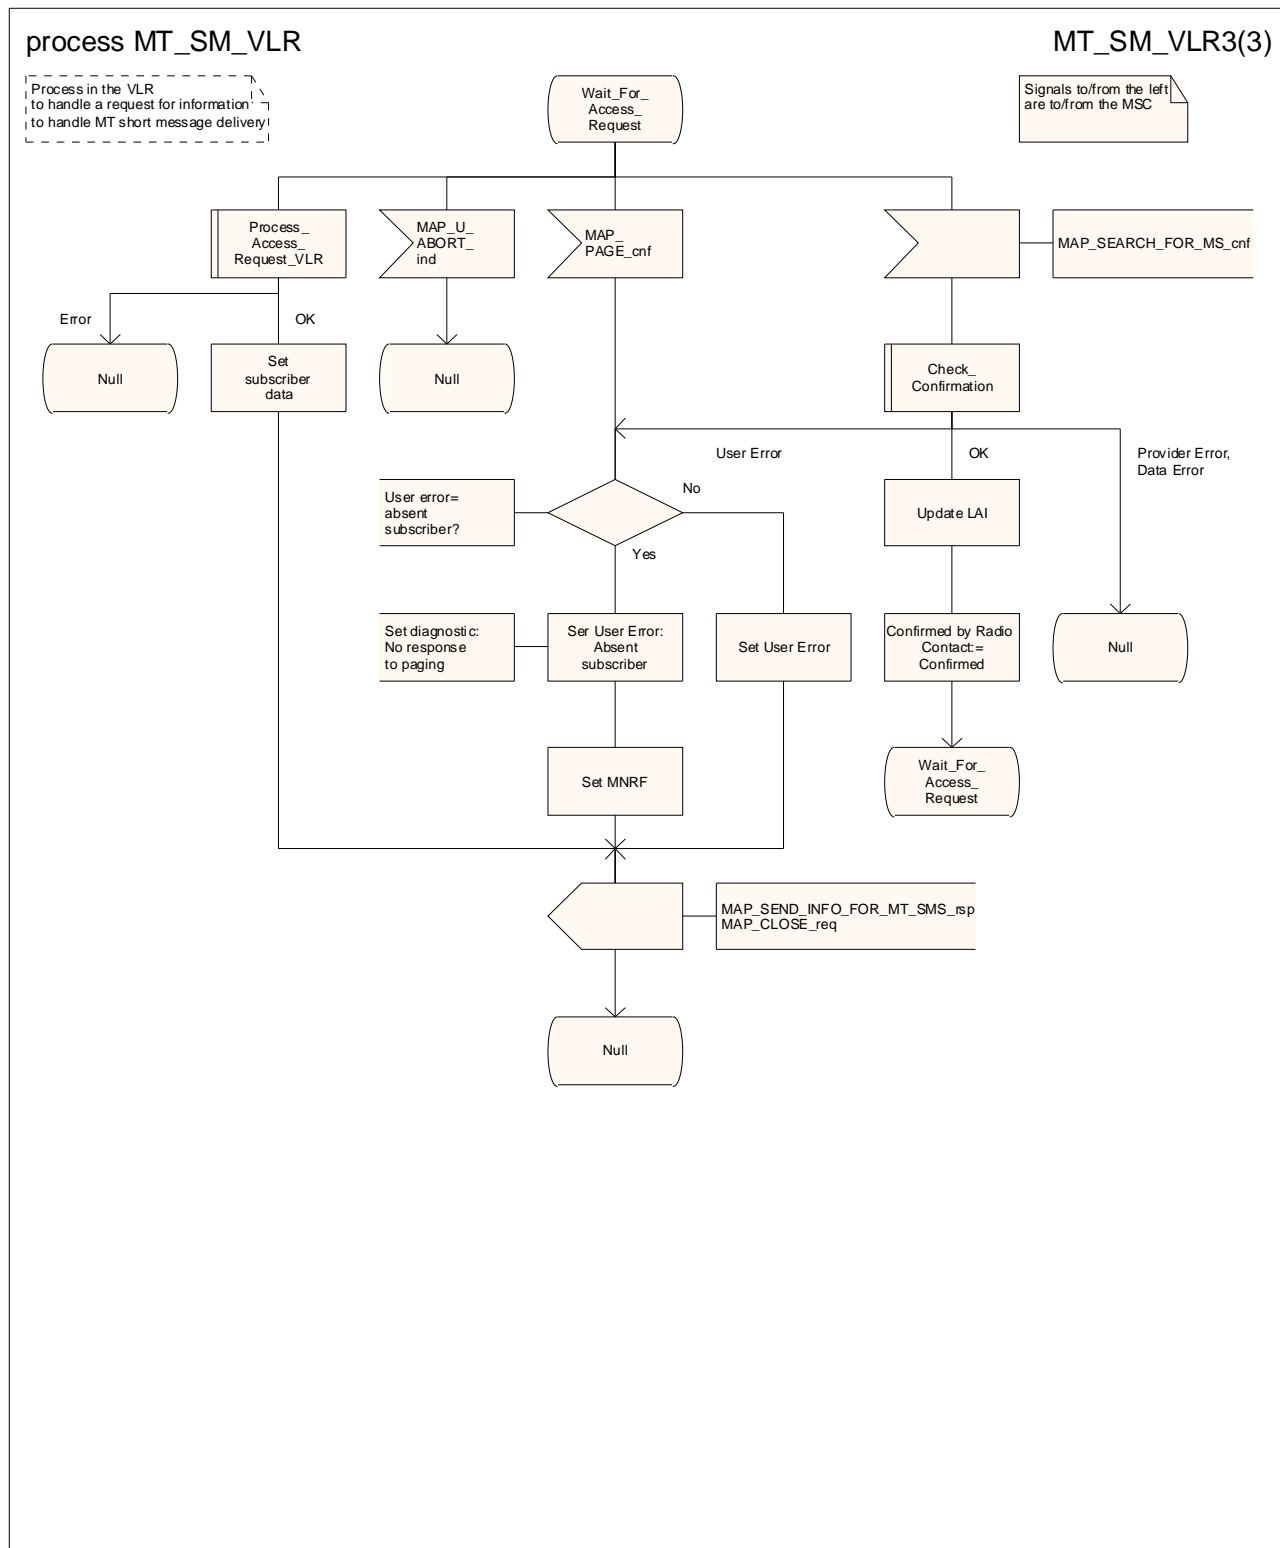 process MT_SM_VLR
MT_SM_VLR3(3)
Process in the VLR
to handle a request for information
to handle MT short message delivery
Wait_For_
Access_
Request
Signals to/from the left
are to/from the MSC
Process_
Access_
Request_VLR
MAP_U_
ABORT_
ind
MAP_
PAGE_cnf
MAP_SEARCH_FOR_MS_cnf
Error
OK
Null
Set
subscriber
data
Null
Check_
Confirmation
User Error
OK
Provider Error,
Data Error
User error=
absent
subscriber?
No
Yes
Update LAI
Set diagnostic:
No response
to paging
Ser User Error:
Absent
subscriber
Set User Error
Confirmed by Radio
Contact:=
Confirmed
Null
Set MNRF
Wait_For_
Access_
Request
MAP_SEND_INFO_FOR_MT_SMS_rsp
MAP_CLOSE_req
Null